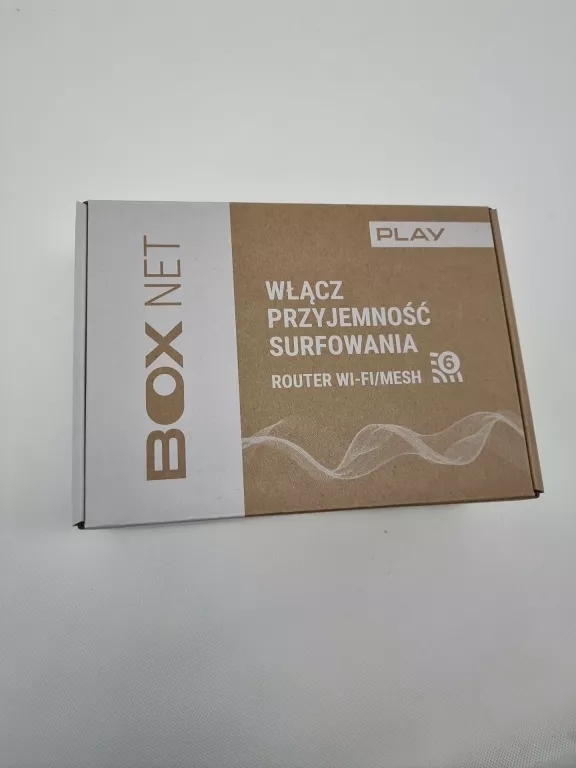 BOX NET
PLAY
WŁĄCZ
PRZYJEMNOŚĆ
SURFOWANIA
ROUTER WI-FI/MESH 6